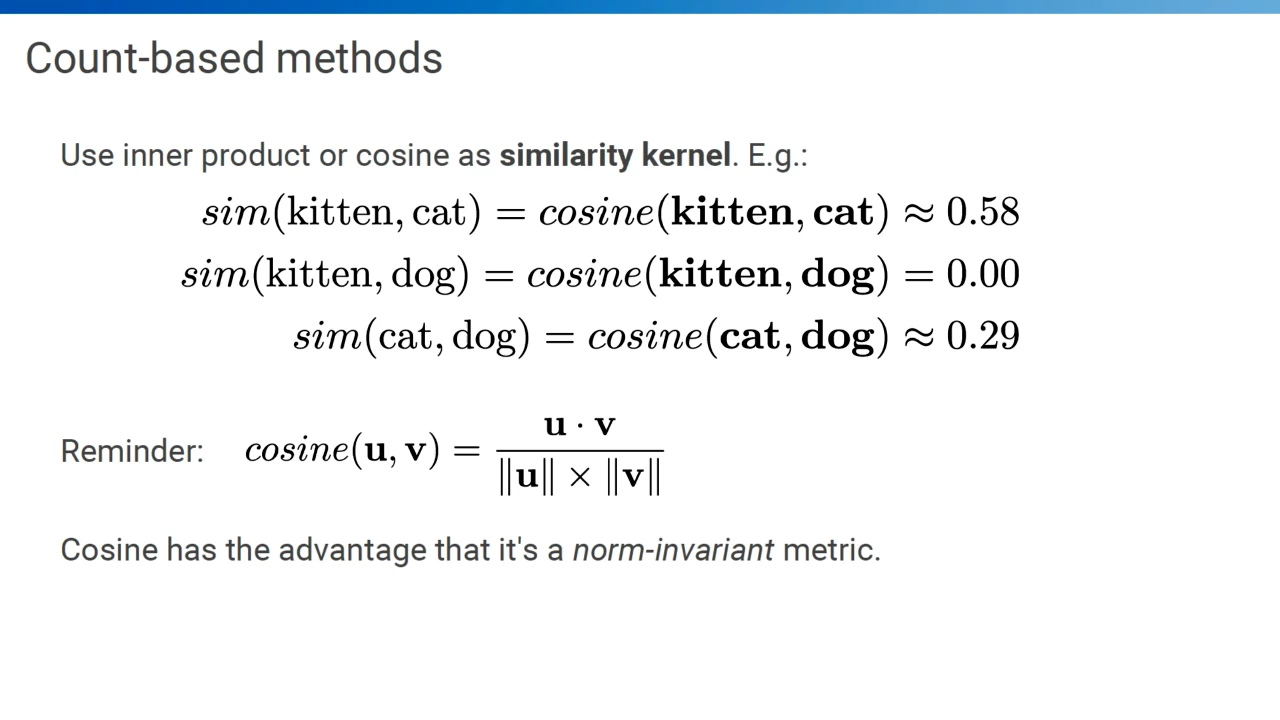 Count-based methods
Use inner product or cosine as similarity kernel. E.g.:
sim(kitten, cat) = cosine(kitten, cat) ≈ 0.58
sim(kitten, dog) = cosine(kitten, dog) = 0.00
sim(cat, dog) = cosine(cat, dog) ≈ 0.29
Reminder: cosine(u, v) = u · v / ‖u‖ × ‖v‖
Cosine has the advantage that it's a norm-invariant metric.